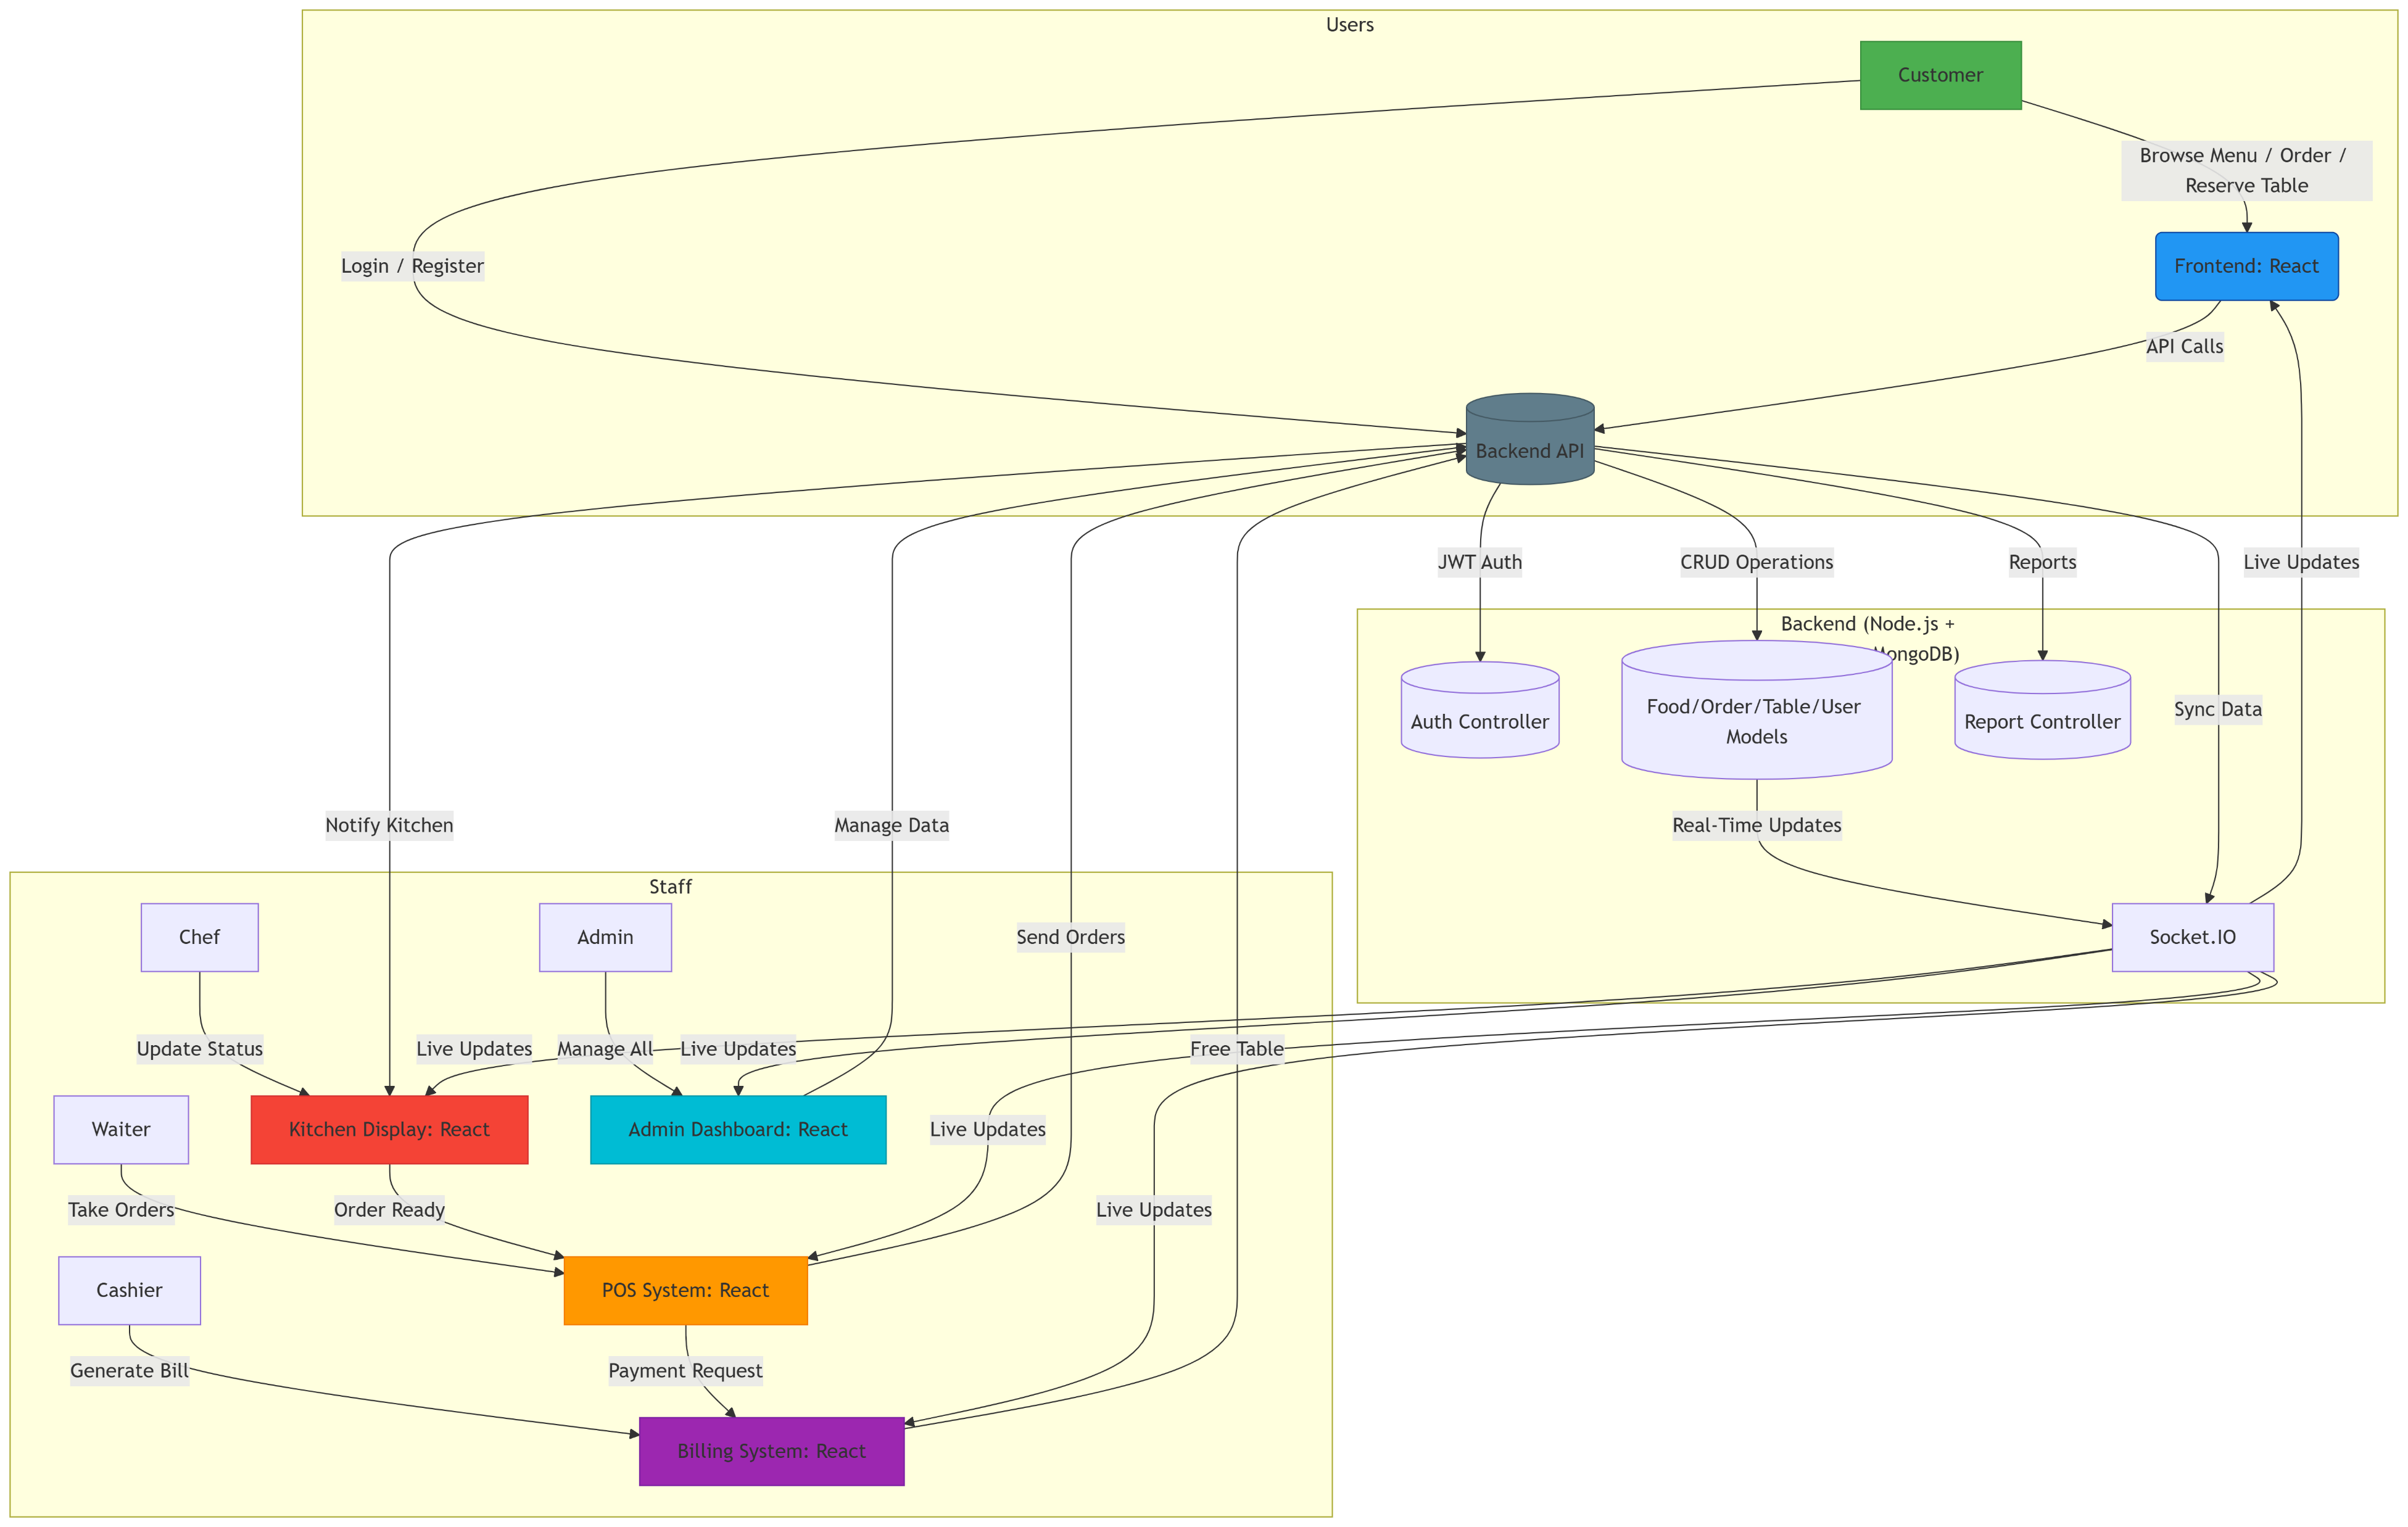 Users
Customer
Browse Menu / Order /
Reserve Table
Login / Register
Frontend: React
API Calls
Backend API
JWT Auth
CRUD Operations
Reports
Live Updates
Backend (Node.js +
MongoDB)
Auth Controller
Food/Order/Table/User
Models
Report Controller
Sync Data
Notify Kitchen
Manage Data
Real-Time Updates
Staff
Chef
Admin
Send Orders
Socket.IO
Update Status
Live Updates
Manage All
Live Updates
Free Table
Waiter
Kitchen Display: React
Admin Dashboard: React
Live Updates
Take Orders
Order Ready
Live Updates
Cashier
POS System: React
Generate Bill
Payment Request
Billing System: React